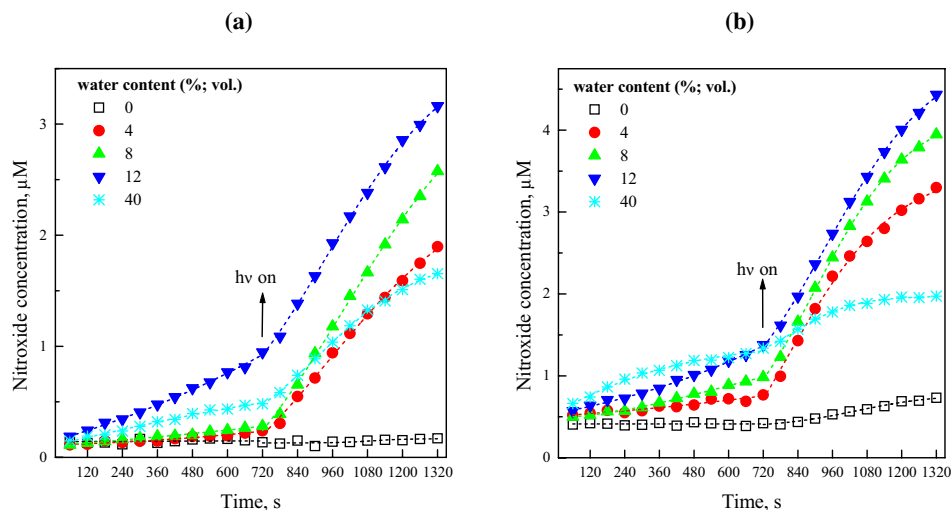 (a)
water content (%; vol.)
0
4
8
12
40
hν on
Nitroxide concentration, µM
0
1
2
3
120 240 360 480 600 720 840 960 1080 1200 1320
Time, s
(b)
water content (%; vol.)
0
4
8
12
40
hν on
Nitroxide concentration, µM
0
1
2
3
4
120 240 360 480 600 720 840 960 1080 1200 1320
Time, s